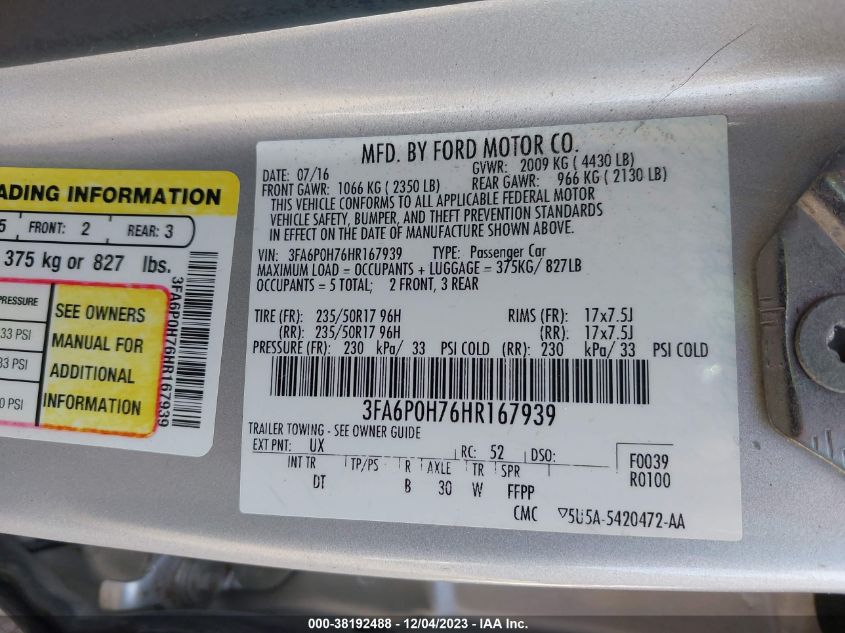 ADING INFORMATION
5 FRONT: 2 REAR: 3
375 kg or 827 lbs.
PRESSURE
33 PSI
33 PSI
0 PSI
SEE OWNERS
MANUAL FOR
ADDITIONAL
INFORMATION
3FA6P0H76HR167939
MFD. BY FORD MOTOR CO.
DATE: 07/16 GVWR: 2009 KG ( 4430 LB)
FRONT GAWR: 1066 KG ( 2350 LB) REAR GAWR: 966 KG ( 2130 LB)
THIS VEHICLE CONFORMS TO ALL APPLICABLE FEDERAL MOTOR
VEHICLE SAFETY, BUMPER, AND THEFT PREVENTION STANDARDS
IN EFFECT ON THE DATE OF MANUFACTURE SHOWN ABOVE.
VIN: 3FA6P0H76HR167939 TYPE: Passenger Car
MAXIMUM LOAD = OCCUPANTS + LUGGAGE = 375KG/ 827LB
OCCUPANTS = 5 TOTAL; 2 FRONT, 3 REAR
TIRE (FR): 235/50R17 96H RIMS (FR): 17x7.5J
(RR): 235/50R17 96H (RR): 17x7.5J
PRESSURE (FR): 230 kPa/ 33 PSI COLD (RR): 230 kPa/ 33 PSI COLD
3FA6P0H76HR167939
TRAILER TOWING - SEE OWNER GUIDE
EXT PNT: UX RC: 52 DSO:
INT TR TP/PS R AXLE TR SPR
DT B 30 W FFPP
F0039
R0100
CMC ▽5U5A-5420472-AA
000-38192488 - 12/04/2023 - IAA Inc.